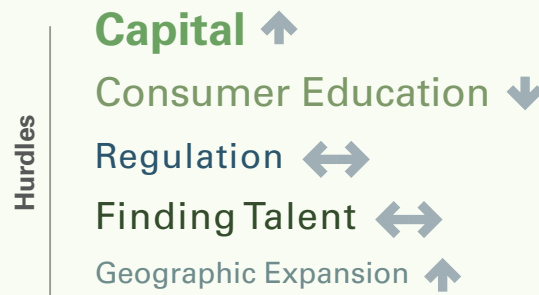 Hurdles
Capital
Consumer Education
Regulation
Finding Talent
Geographic Expansion